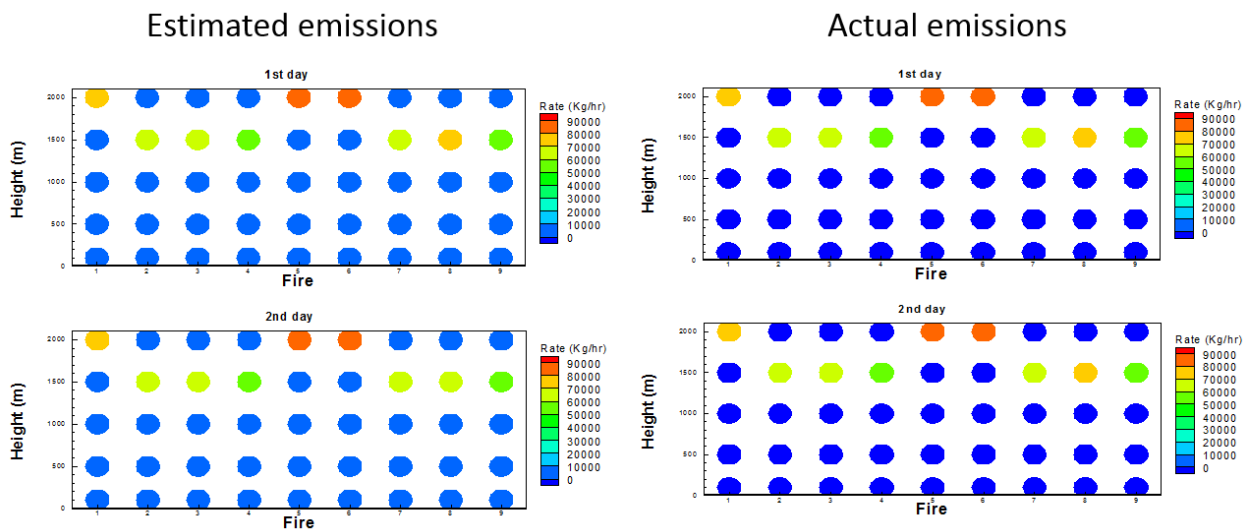 Estimated emissions
Actual emissions
1st day
Height (m)
2000
1500
1000
500
0
1 2 3 4 5 6 7 8 9
Fire
Rate (Kg/hr)
90000
80000
70000
60000
50000
40000
30000
20000
10000
0
1st day
Height (m)
2000
1500
1000
500
0
1 2 3 4 5 6 7 8 9
Fire
Rate (Kg/hr)
90000
80000
70000
60000
50000
40000
30000
20000
10000
0
2nd day
Height (m)
2000
1500
1000
500
0
1 2 3 4 5 6 7 8 9
Fire
Rate (Kg/hr)
90000
80000
70000
60000
50000
40000
30000
20000
10000
0
2nd day
Height (m)
2000
1500
1000
500
0
1 2 3 4 5 6 7 8 9
Fire
Rate (Kg/hr)
90000
80000
70000
60000
50000
40000
30000
20000
10000
0